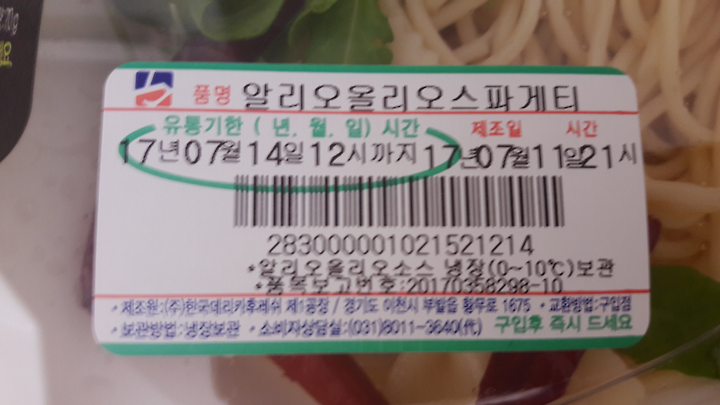 품명 알리오올리오스파게티
유통기한 ( 년, 월, 일) 시간 제조일 시간
17년07월14일12시까지 17년07월11일21시
283000001021521214
*알리오올리오소스 냉장(0~10℃)보관
*품목보고번호:20170358298-10
* 제조원:(주)한국데리카후레쉬 제1공장 / 경기도 이천시 부발읍 황무로 1675 * 교환방법:구입점
* 보관방법:냉장보관 * 소비자상담실:(031)8011-3640(代) 구입후 즉시 드세요